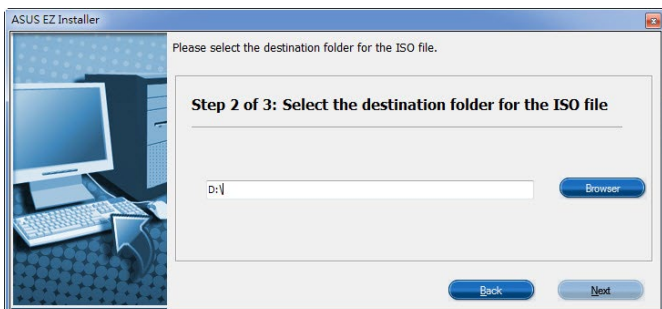 ASUS EZ Installer
Please select the destination folder for the ISO file.
Step 2 of 3: Select the destination folder for the ISO file
D:\
Browser
Back
Next